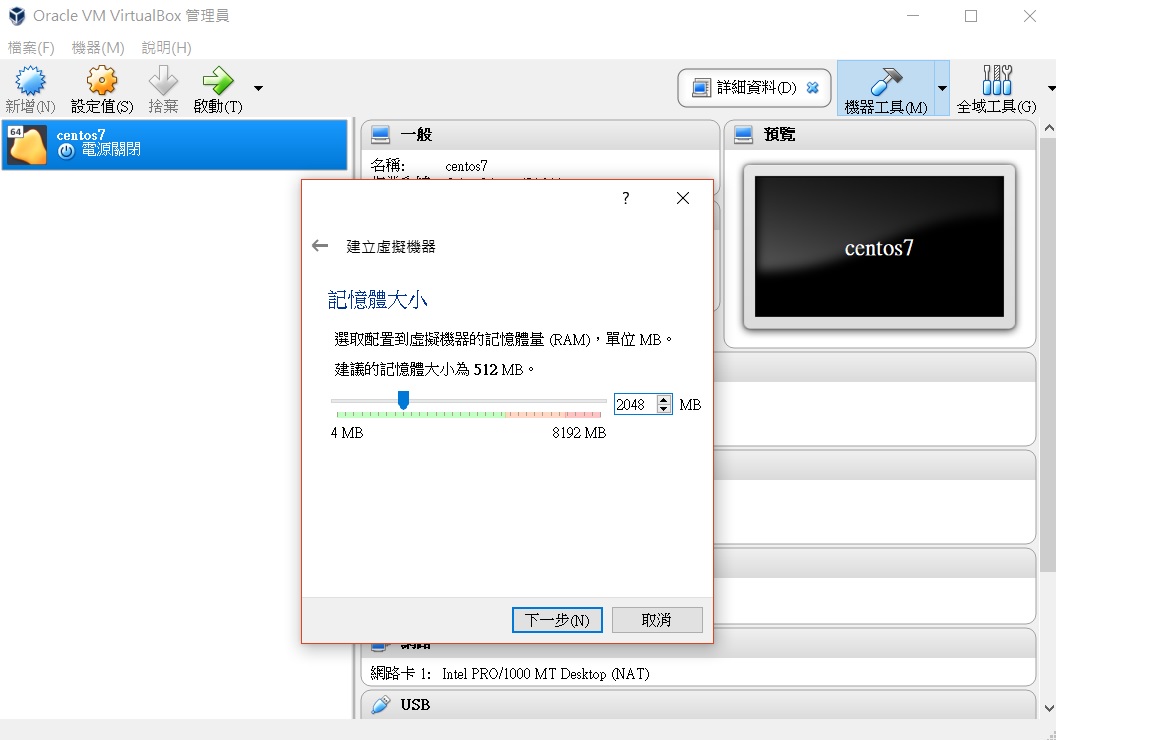 Oracle VM VirtualBox 管理員
檔案(F) 機器(M) 說明(H)
新增(N) 設定值(S) 捨棄 啟動(T) 詳細資料(D) 機器工具(M) 全域工具(G)
64
centos7
電源關閉
一般
名稱: centos7
預覽
centos7
?
建立虛擬機器
記憶體大小
選取配置到虛擬機器的記憶體量 (RAM)，單位 MB。
建議的記憶體大小為 512 MB。
2048 MB
4 MB 8192 MB
下一步(N) 取消
網路
網路卡 1: Intel PRO/1000 MT Desktop (NAT)
USB